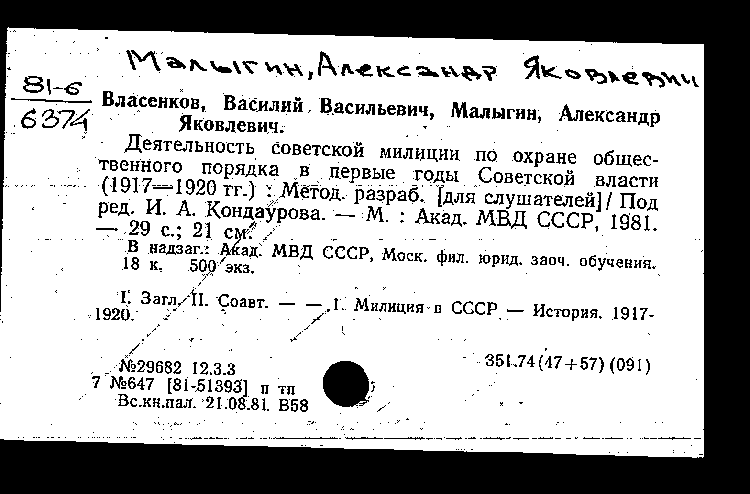 Малыгин, Александр Яковлевич
81-6
6374
Власенков, Василий Васильевич, Малыгин, Александр
Яковлевич.
Деятельность советской милиции по охране общес-
твенного порядка в первые годы Советской власти
(1917—1920 гг.) : Метод. разраб. [для слушателей] / Под
ред. И. А. Кондаурова. — М. : Акад. МВД СССР, 1981.
— 29 с.; 21 см.
В надзаг.: Акад. МВД СССР, Моск. фил. юрид. заоч. обучения.
18 к. 500 экз.
I. Загл. II. Соавт. — — 1. Милиция в СССР — История. 1917-
1920.
№29682 12.3.3
351.74(47+57)(091)
7 №647 [81-51393] п тп
Вс.кн.пал. 21.08.81. В58